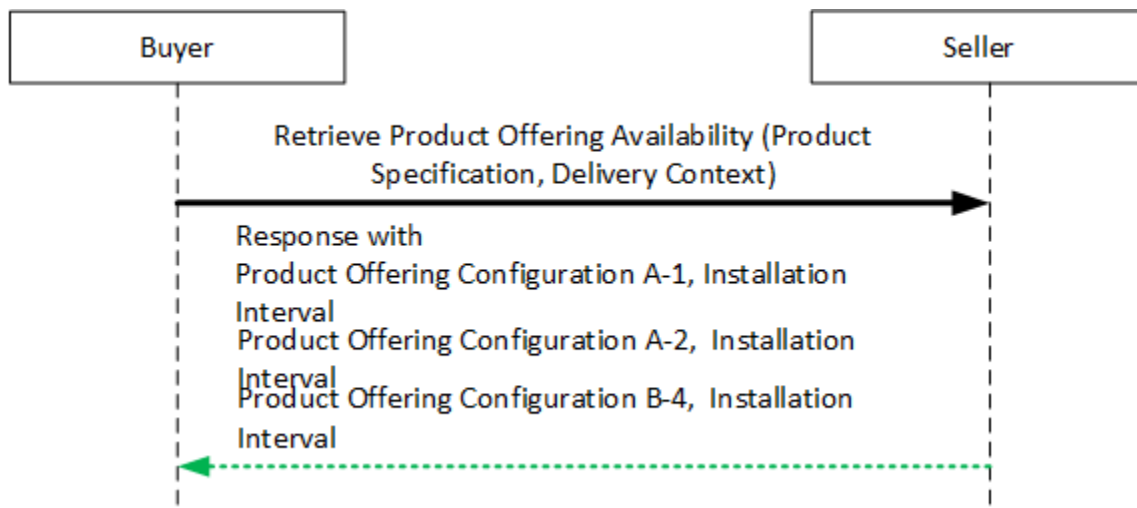 Buyer
Seller
Retrieve Product Offering Availability (Product
Specification, Delivery Context)
Response with
Product Offering Configuration A-1, Installation
Interval
Product Offering Configuration A-2, Installation
Interval
Product Offering Configuration B-4, Installation
Interval